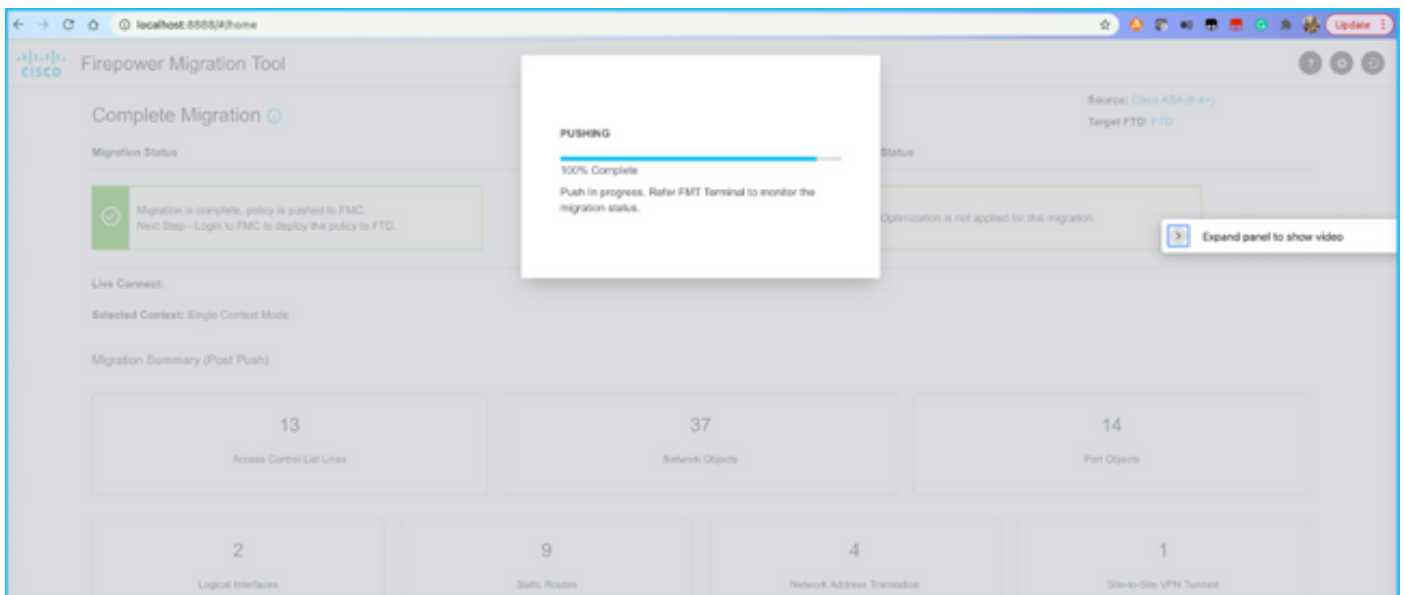 localhost:8888/#/home
Update
CISCO
Firepower Migration Tool
Complete Migration
Source: Cisco ASA (8.4+)
Target FTD: FTD
Migration Status
Status
Migration is complete, policy is pushed to FMC.
Next Step - Login to FMC to deploy the policy to FTD.
PUSHING
100% Complete
Push In progress. Refer FMT Terminal to monitor the
migration status.
Optimization is not applied for this migration.
Expand panel to show video
Live Connect:
Selected Context: Single Context Mode
Migration Summary (Post Push)
13
Access Control List Lines
37
Network Objects
14
Port Objects
2
Logical Interfaces
9
Static Routes
4
Network Address Translation
1
Site-to-Site VPN Tunnels